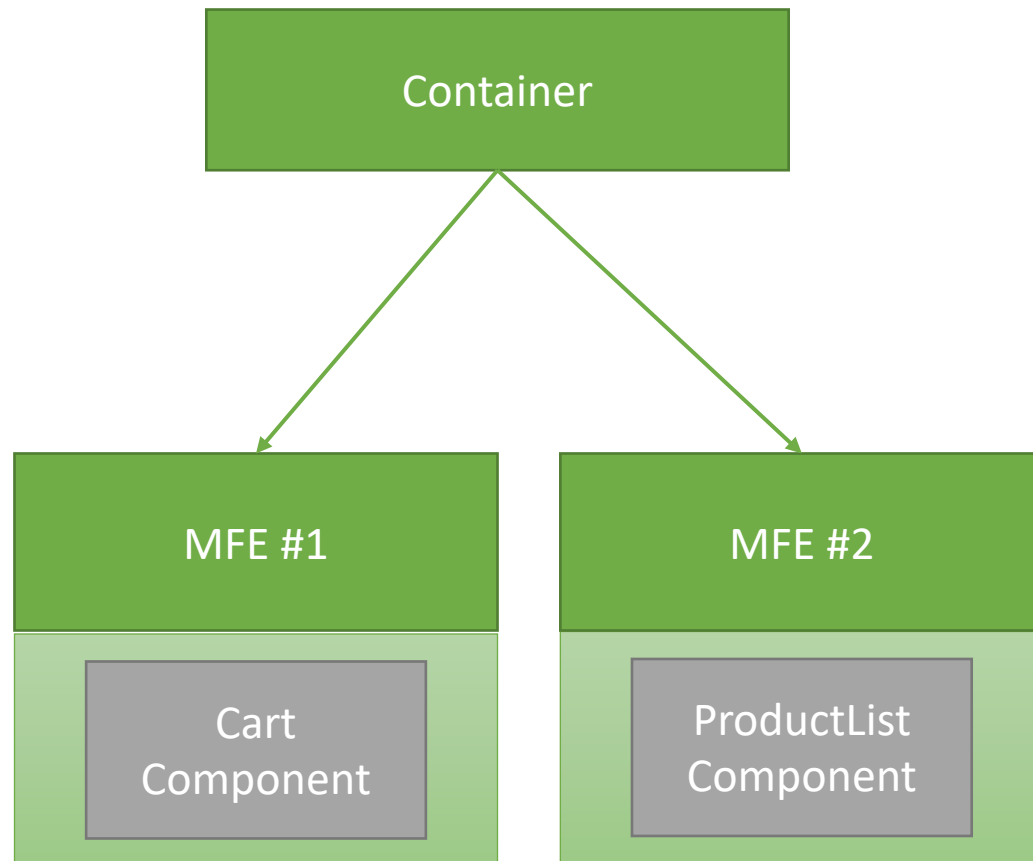 Container
MFE #1
MFE #2
Cart
Component
ProductList
Component